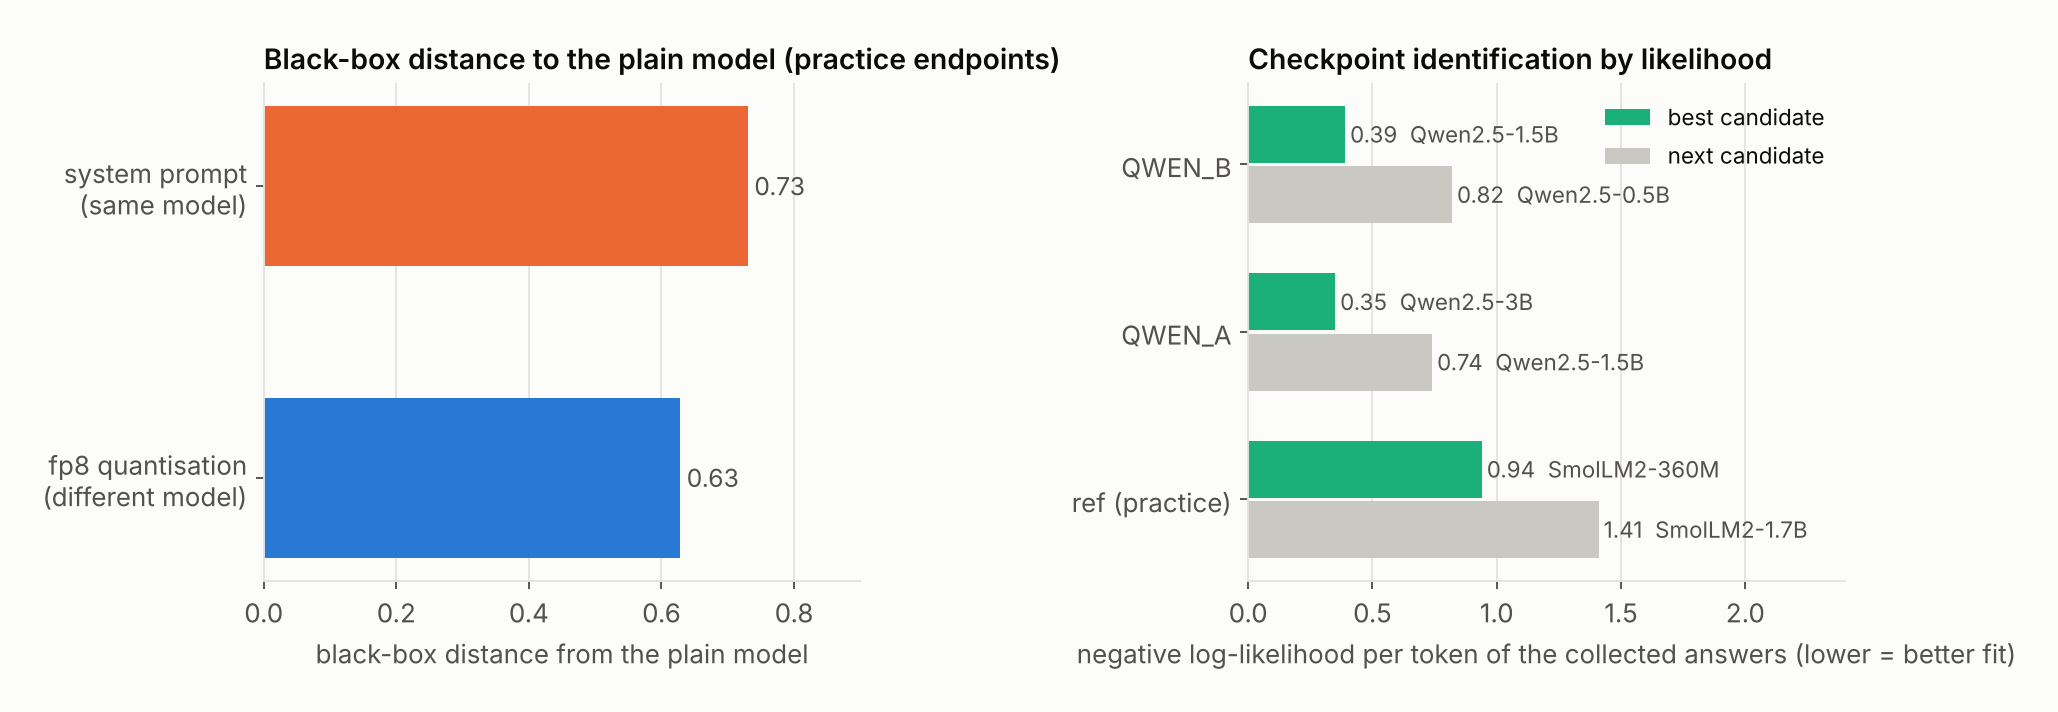 Black-box distance to the plain model (practice endpoints)
system prompt
(same model)
0.73
fp8 quantisation
(different model)
0.63
0.0 0.2 0.4 0.6 0.8
black-box distance from the plain model
Checkpoint identification by likelihood
best candidate
next candidate
QWEN_B
0.39 Qwen2.5-1.5B
0.82 Qwen2.5-0.5B
QWEN_A
0.35 Qwen2.5-3B
0.74 Qwen2.5-1.5B
ref (practice)
0.94 SmolLM2-360M
1.41 SmolLM2-1.7B
0.0 0.5 1.0 1.5 2.0
negative log-likelihood per token of the collected answers (lower = better fit)